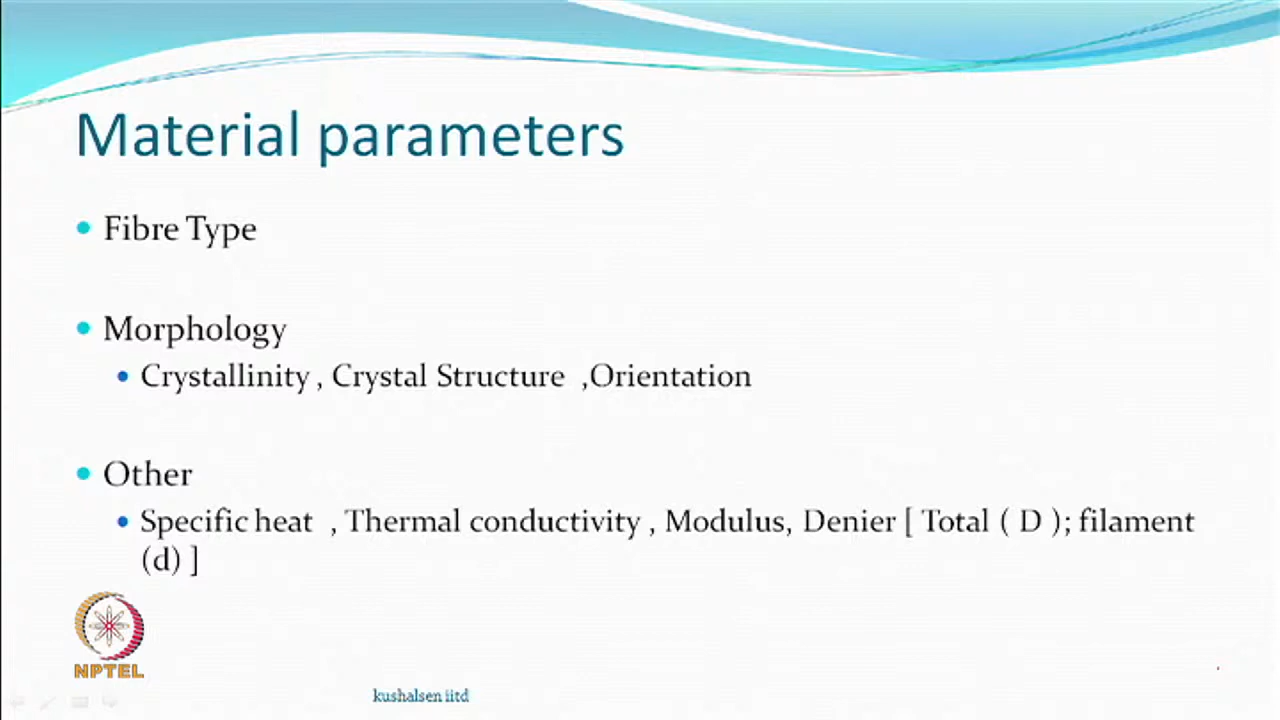 Material parameters
Fibre Type
Morphology
Crystallinity , Crystal Structure ,Orientation
Other
Specific heat , Thermal conductivity , Modulus, Denier [ Total ( D ); filament
(d) ]
NPTEL
kushalsen iitd